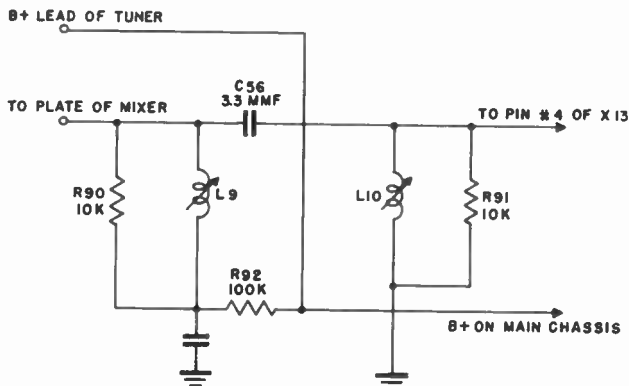 B+ LEAD OF TUNER
C56
3.3 MMF
TO PLATE OF MIXER
TO PIN #4 OF X13
R90
10K
L9
L10
R91
10K
R92
100K
B+ ON MAIN CHASSIS